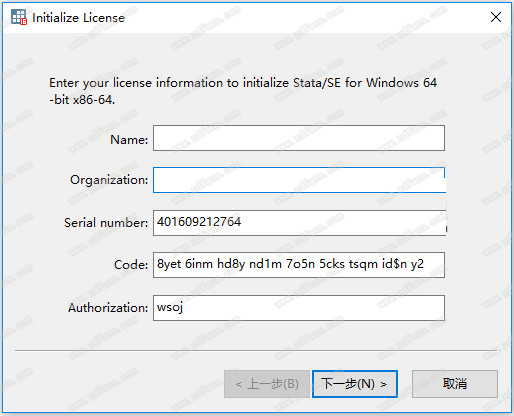 Initialize License
Enter your license information to initialize Stata/SE for Windows 64
-bit x86-64.
Name:
Organization:
Serial number: 401609212764
Code: 8yet 6inm hd8y nd1m 7o5n 5cks tsqm id$n y2
Authorization: wsoj
< 上一步(B) 下一步(N) > 取消